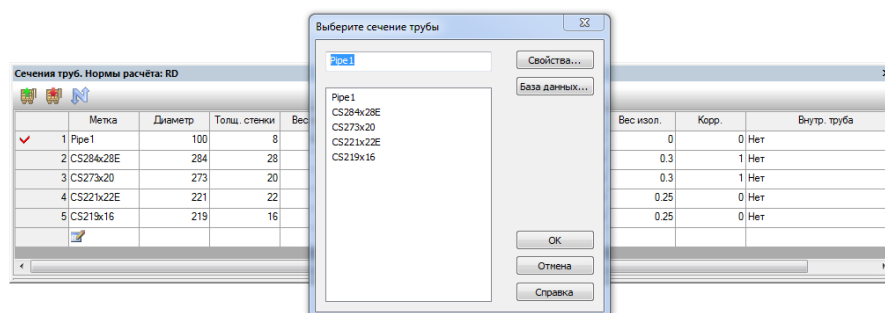 Выберите сечение трубы
Pipe1
Свойства...
База данных...
Pipe1
CS284x28E
CS273x20
CS221x22E
CS219x16
OK
Отмена
Справка
Сечения труб. Нормы расчёта: RD
Метка Диаметр Толщ. стенки Вес Вес изол. Корр. Внутр. труба
1 Pipe1 100 8 0 0 Нет
2 CS284x28E 284 28 0.3 1 Нет
3 CS273x20 273 20 0.3 1 Нет
4 CS221x22E 221 22 0.25 0 Нет
5 CS219x16 219 16 0.25 0 Нет